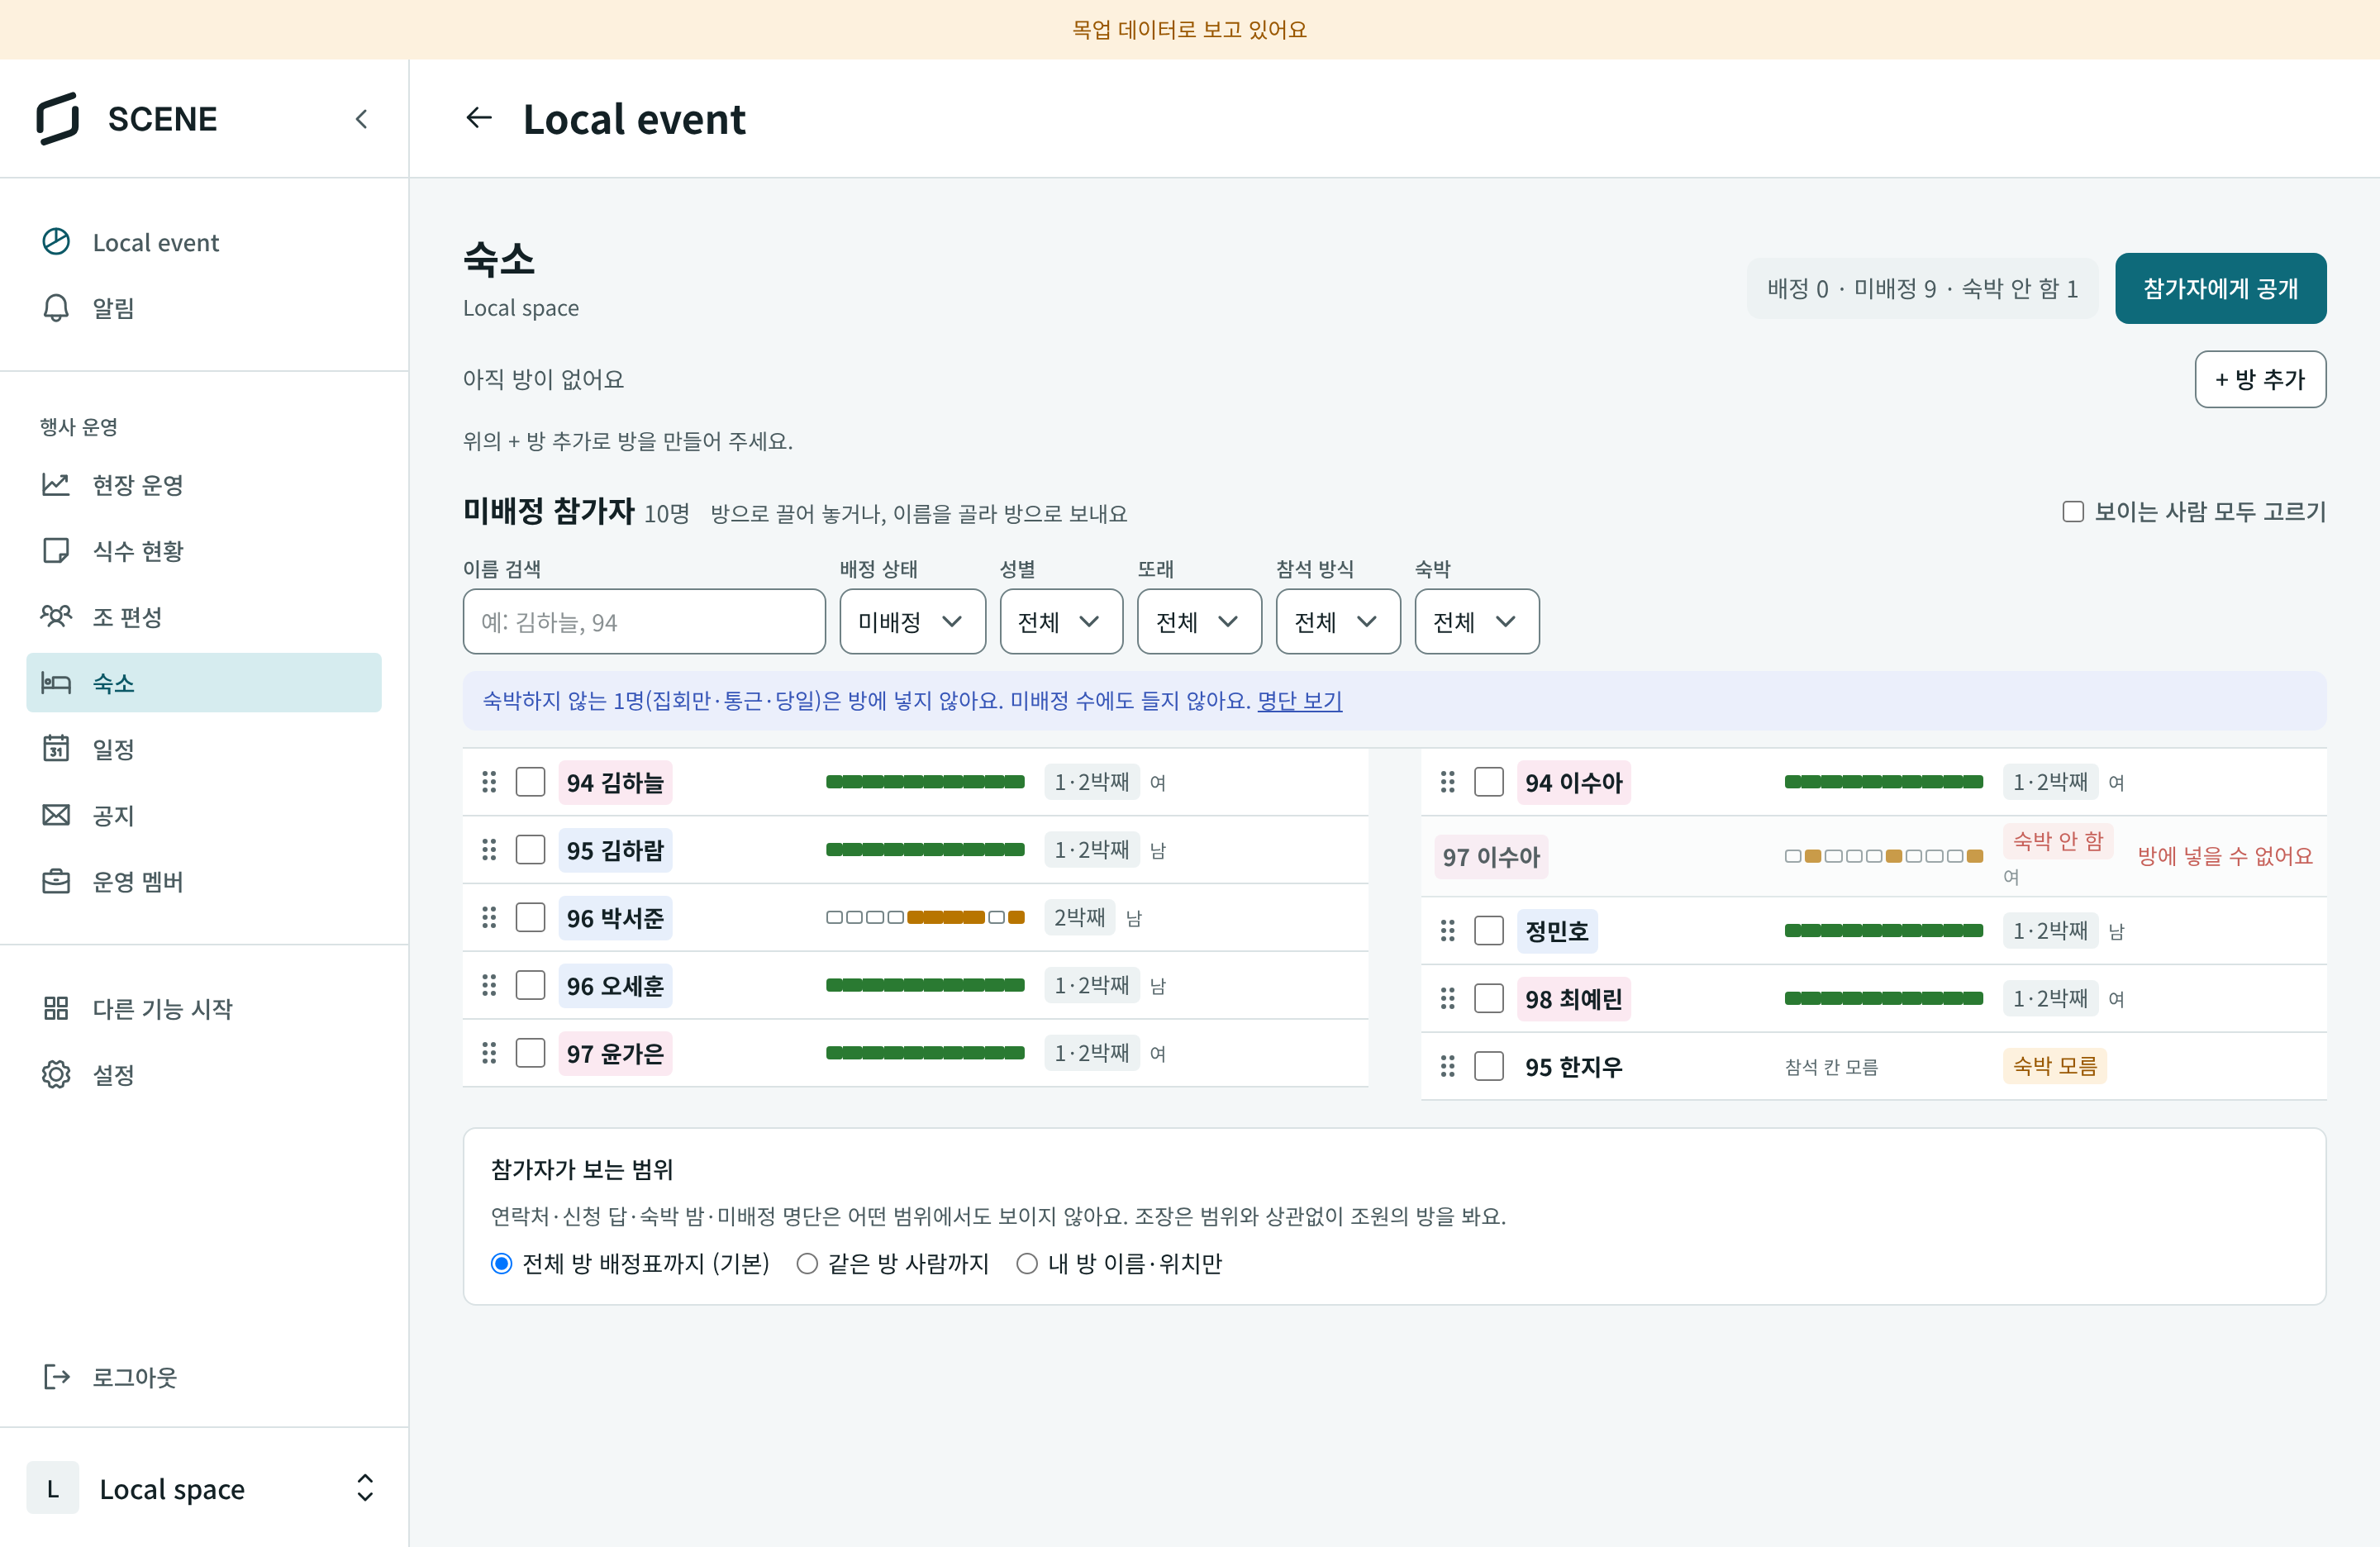 목업 데이터로 보고 있어요
SCENE
Local event
Local event
알림
행사 운영
현장 운영
식수 현황
조 편성
숙소
일정
공지
운영 멤버
다른 기능 시작
설정
로그아웃
L Local space
숙소
Local space
배정 0 · 미배정 9 · 숙박 안 함 1
참가자에게 공개
아직 방이 없어요
+ 방 추가
위의 + 방 추가로 방을 만들어 주세요.
미배정 참가자 10명 방으로 끌어 놓거나, 이름을 골라 방으로 보내요
보이는 사람 모두 고르기
이름 검색 배정 상태 성별 또래 참석 방식 숙박
예: 김하늘, 94 미배정 전체 전체 전체 전체
숙박하지 않는 1명(집회만·통근·당일)은 방에 넣지 않아요. 미배정 수에도 들지 않아요. 명단 보기
94 김하늘 1·2박째 여
95 김하람 1·2박째 남
96 박서준 2박째 남
96 오세훈 1·2박째 남
97 윤가은 1·2박째 여
94 이수아 1·2박째 여
97 이수아 숙박 안 함 여 방에 넣을 수 없어요
정민호 1·2박째 남
98 최예린 1·2박째 여
95 한지우 참석 칸 모름 숙박 모름
참가자가 보는 범위
연락처·신청 답·숙박 밤·미배정 명단은 어떤 범위에서도 보이지 않아요. 조장은 범위와 상관없이 조원의 방을 봐요.
전체 방 배정표까지 (기본) 같은 방 사람까지 내 방 이름·위치만